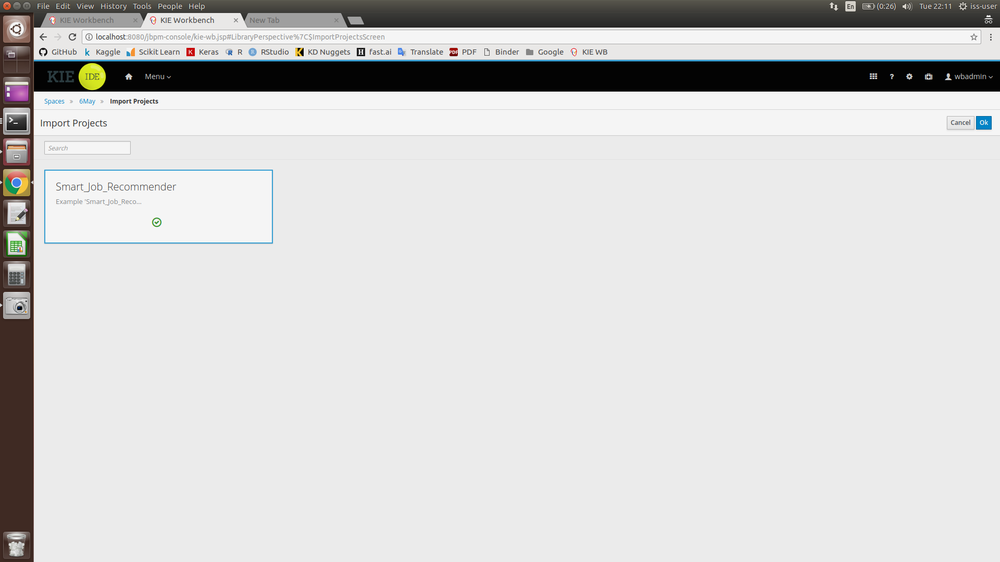 File Edit View History Tools People Help
En (0:26) Tue 22:11 iss-user
KIE Workbench KIE Workbench New Tab
localhost:8080/jbpm-console/kie-wb.jsp#LibraryPerspective%7C$ImportProjectsScreen
GitHub k Kaggle Scikit Learn K Keras R R R RStudio K KD Nuggets H fast.ai Translate PDF PDF Binder Google KIE WB
KIE IDE Menu ? wbadmin
Spaces » 6May » Import Projects
Import Projects Cancel Ok
Search
Smart_Job_Recommender
Example 'Smart_Job_Reco...